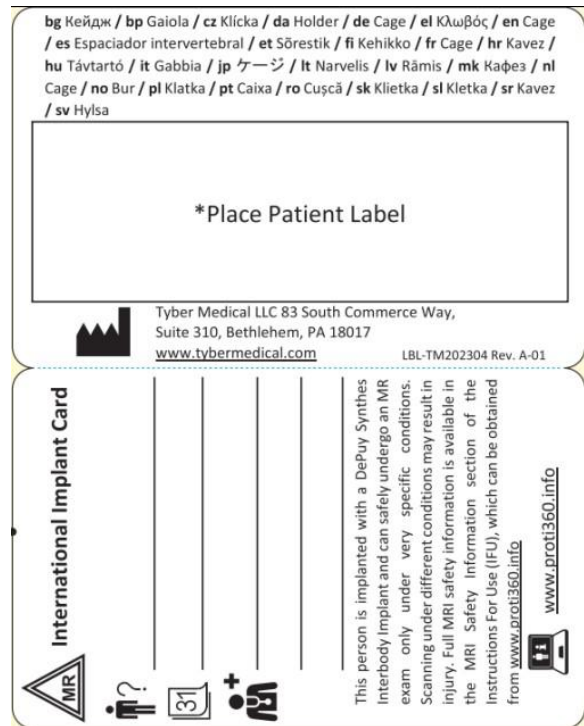 bg Кейдж / bp Gaiola / cz Klícka / da Holder / de Cage / el Κλωβός / en Cage
/ es Espaciador intervertebral / et Sõrestik / fi Kehikko / fr Cage / hr Kavez /
hu Távtartó / it Gabbia / jp ケージ / lt Narvelis / lv Rāmis / mk Кафез / nl
Cage / no Bur / pl Klatka / pt Caixa / ro Cușcă / sk Klietka / sl Kletka / sr Kavez
/ sv Hylsa
*Place Patient Label
Tyber Medical LLC 83 South Commerce Way,
Suite 310, Bethlehem, PA 18017
www.tybermedical.com
LBL-TM202304 Rev. A-01
MR
International Implant Card
?
31
This person is implanted with a DePuy Synthes
Interbody Implant and can safely undergo an MR
exam only under very specific conditions.
Scanning under different conditions may result in
injury. Full MRI safety information is available in
the MRI Safety Information section of the
Instructions For Use (IFU), which can be obtained
from www.proti360.info
www.proti360.info